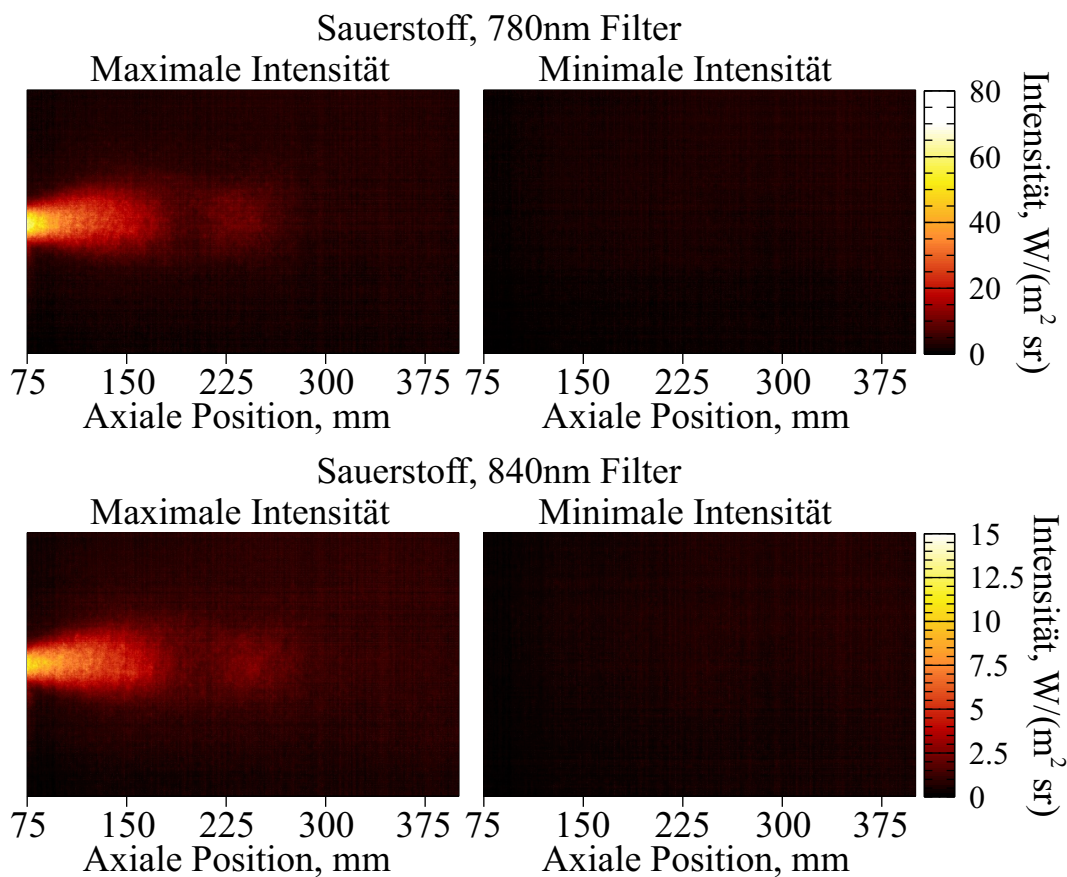 Sauerstoff, 780nm Filter
Maximale Intensität
Minimale Intensität
80
60
40
20
0
Intensität, W/(m² sr)
75 150 225 300 375
75 150 225 300 375
Axiale Position, mm
Axiale Position, mm
Sauerstoff, 840nm Filter
Maximale Intensität
Minimale Intensität
15
12.5
10
7.5
5
2.5
0
Intensität, W/(m² sr)
75 150 225 300 375
75 150 225 300 375
Axiale Position, mm
Axiale Position, mm